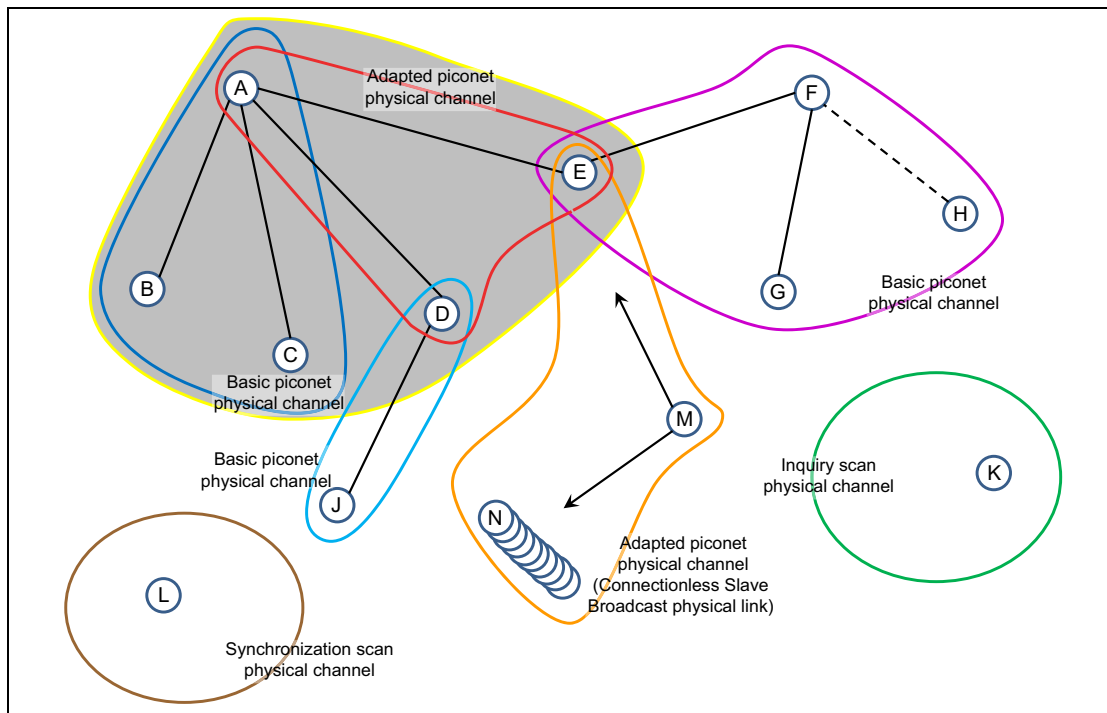 A
Adapted piconet
physical channel
F
E
H
B
G
Basic piconet
physical channel
D
C
Basic piconet
physical channel
M
Basic piconet
physical channel
Inquiry scan
physical channel
K
J
N
Adapted piconet
physical channel
(Connectionless Slave
Broadcast physical link)
L
Synchronization scan
physical channel